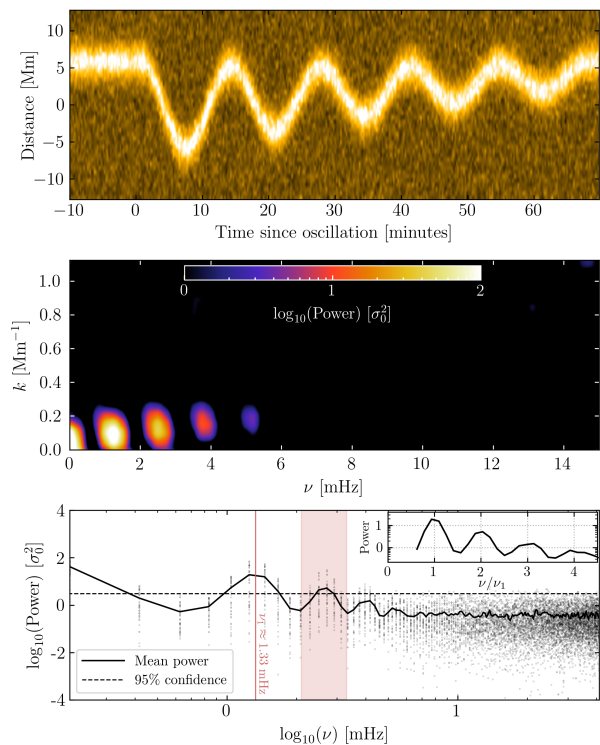 10
5
0
−5
−10
Distance [Mm]
−10 0 10 20 30 40 50 60
Time since oscillation [minutes]
1.0
0.8
0.6
0.4
0.2
0.0
k [Mm⁻¹]
0 1 2
log₁₀(Power) [σ₀²]
0 2 4 6 8 10 12 14
ν [mHz]
4
2
0
-2
-4
log₁₀(Power) [σ₀²]
Power
1
0
1 2 3 4
ν/ν₁
ν₁ ≈ 1.33 mHz
Mean power
95% confidence
0 1
log₁₀(ν) [mHz]